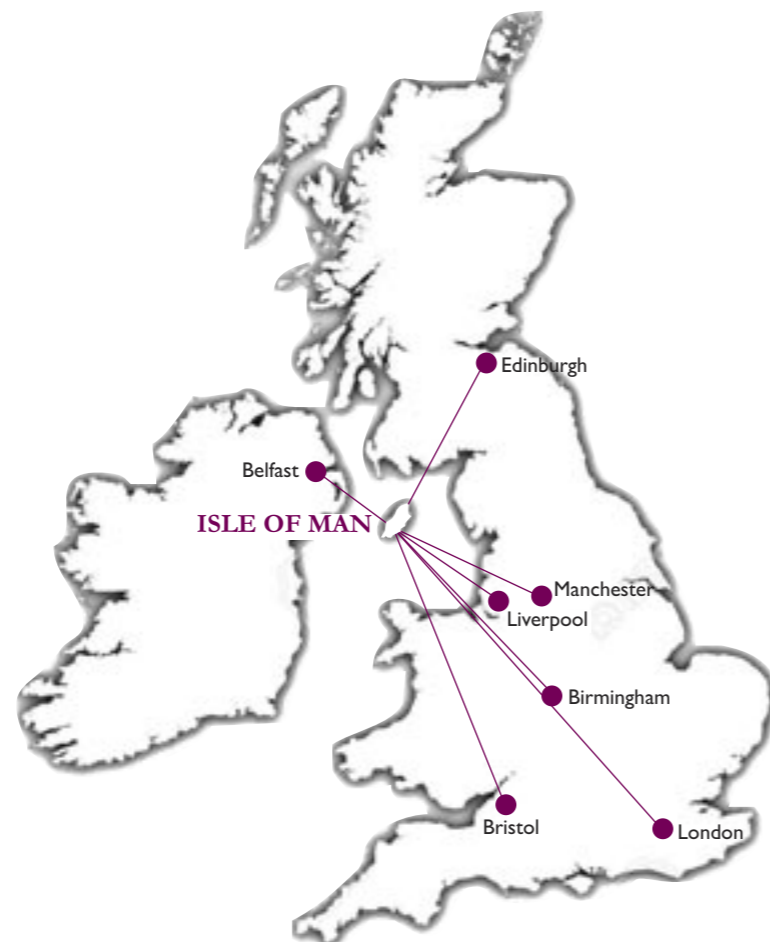 Edinburgh
Belfast
ISLE OF MAN
Manchester
Liverpool
Birmingham
Bristol
London